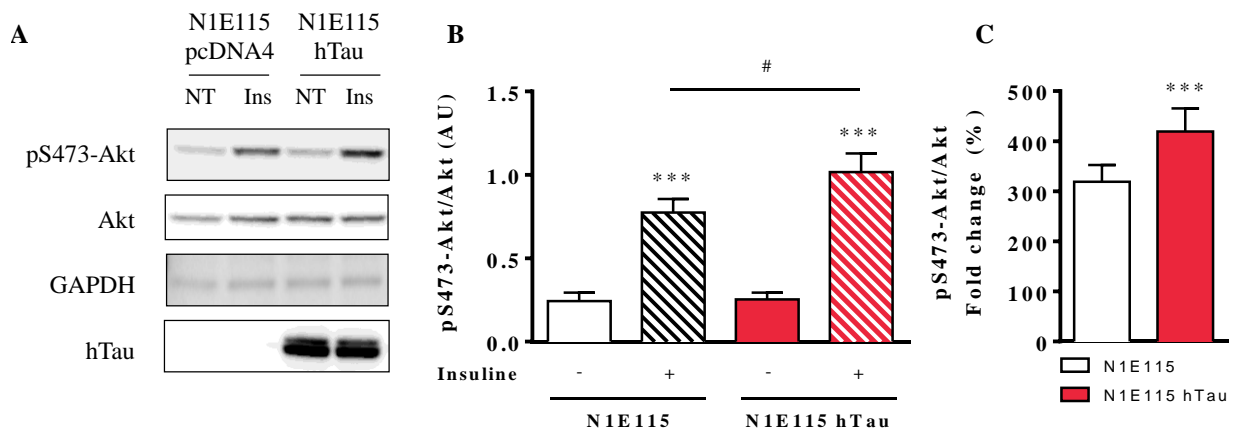 A
N1E115 N1E115
pcDNA4 hTau
NT Ins NT Ins
pS473-Akt
Akt
GAPDH
hTau
B
#
pS473-Akt/Akt (AU)
1.5
1.0
0.5
0.0
***
***
Insuline - + - +
N1E115 N1E115 hTau
C
pS473-Akt/Akt
Fold change (%)
500
400
300
200
100
0
***
N1E115
N1E115 hTau